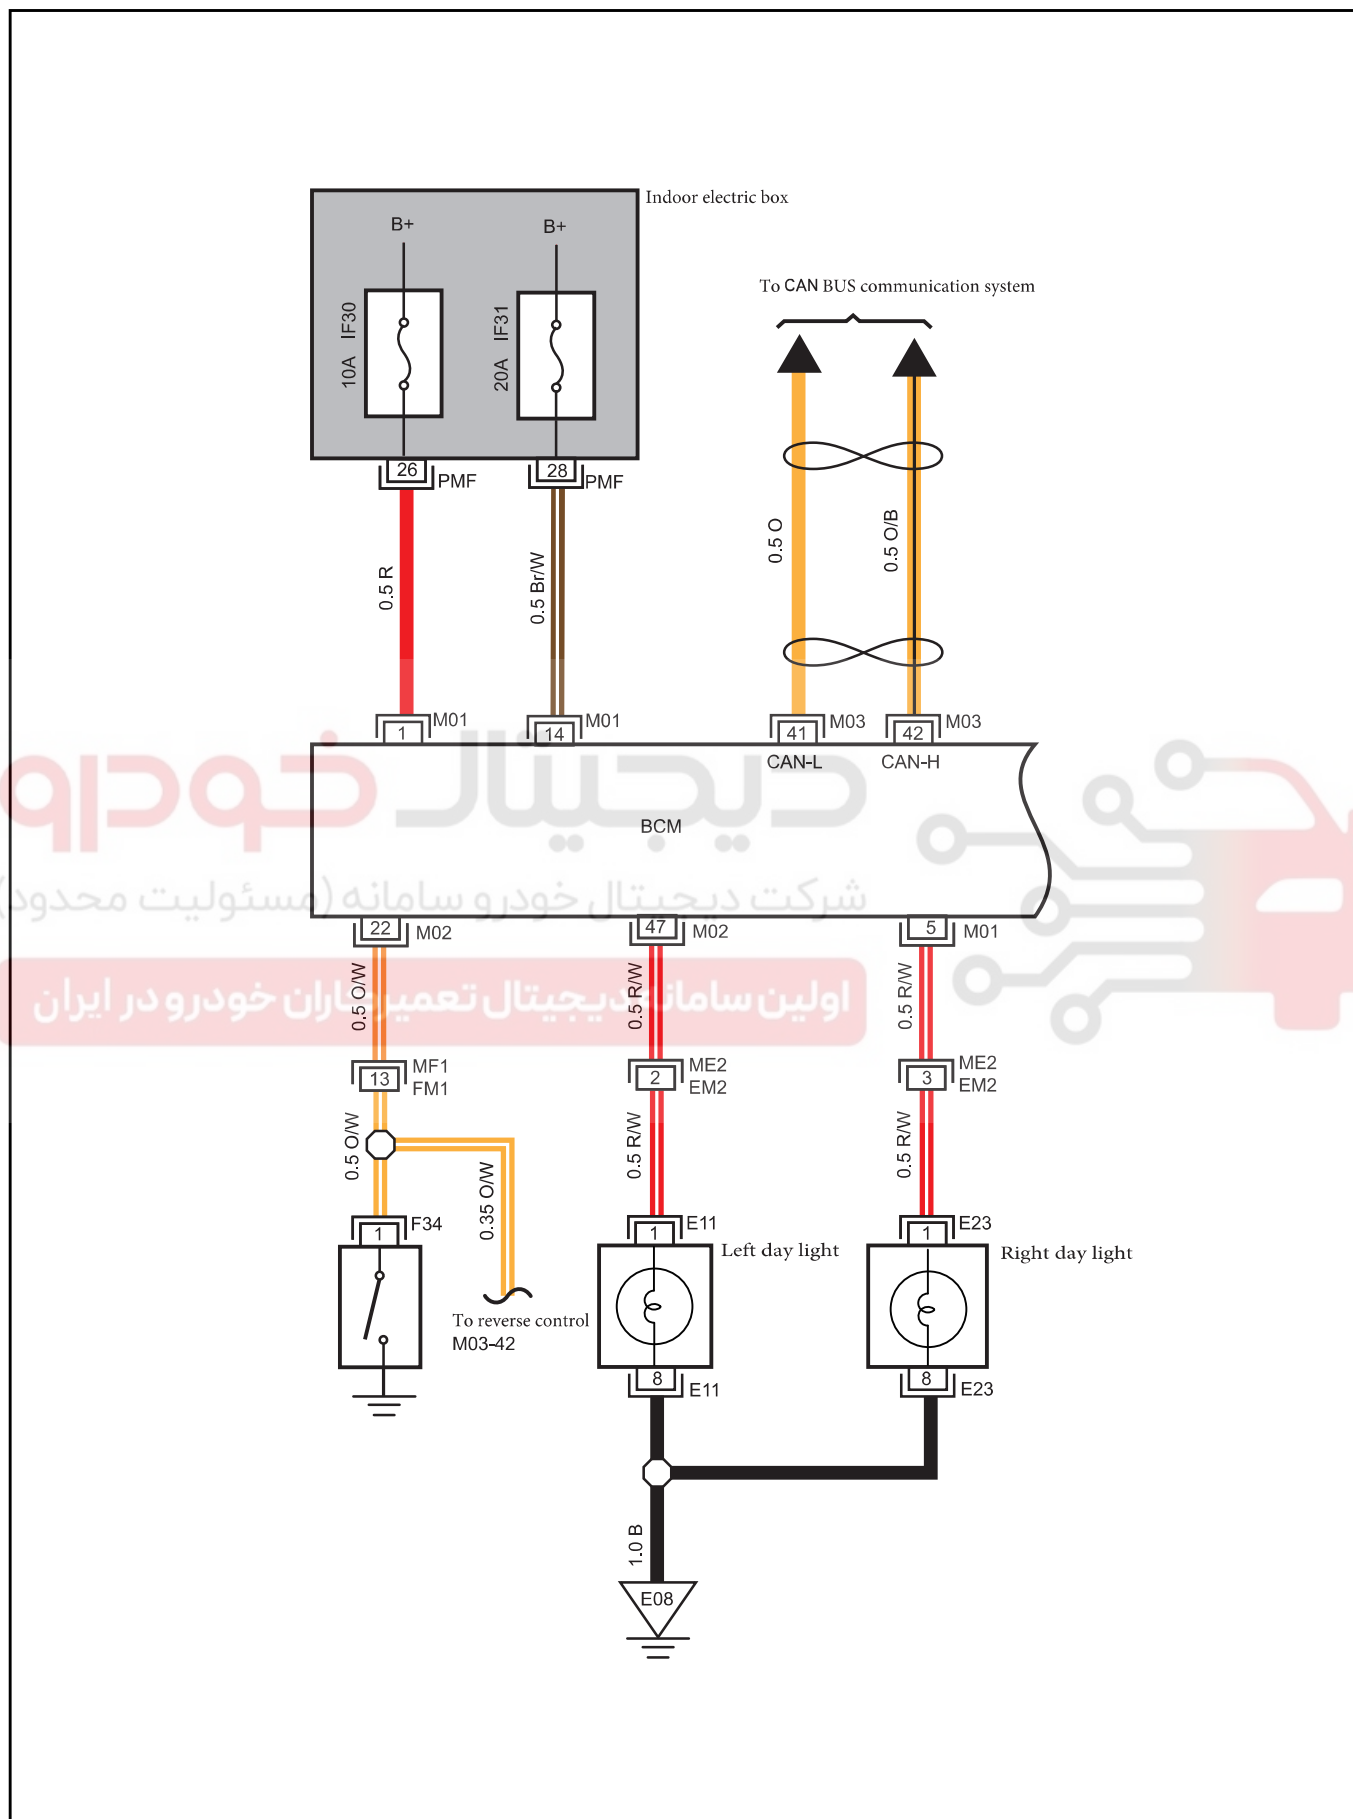 Indoor electric box
B+
B+
10A IF30
20A IF31
To CAN BUS communication system
26
PMF
28
PMF
0.5 R
0.5 Br/W
0.5 O
0.5 O/B
1
M01
14
M01
41
M03
42
M03
CAN-L
CAN-H
دیجیتال خودرو
BCM
شرکت دیجیتال خودرو سامانه (مسئولیت محدود)
22
M02
47
M02
5
M01
0.5 O/W
0.5 R/W
0.5 R/W
اولین سامانه دیجیتال تعمیرکاران خودرو در ایران
13
MF1
FM1
2
ME2
EM2
3
ME2
EM2
0.5 O/W
0.35 O/W
0.5 R/W
0.5 R/W
1
F34
1
E11
1
E23
Left day light
Right day light
To reverse control
M03-42
8
E11
8
E23
1.0 B
E08